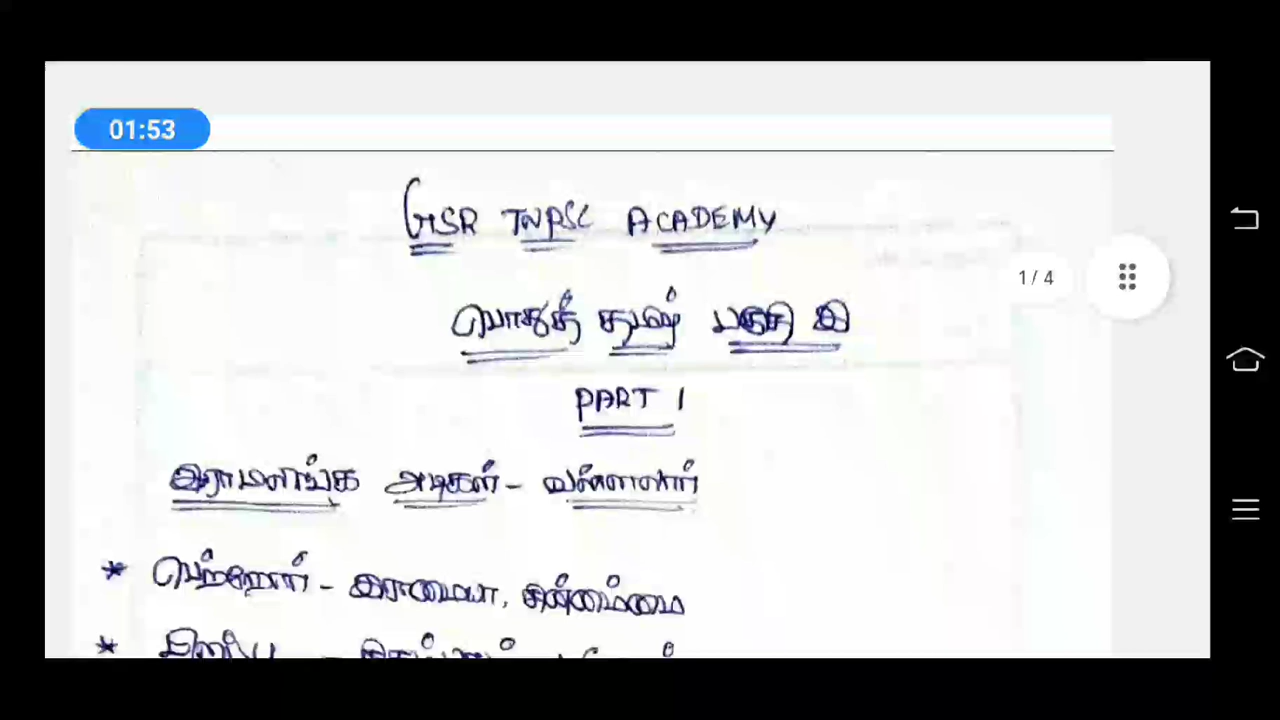 01:53
GSR TNPSC ACADEMY
1 / 4
பொதுத் தமிழ் பகுதி இ
PART 1
இராமலிங்க அடிகள் - வள்ளலார்
* பெற்றோர் - இராமையா, சின்னம்மை
*